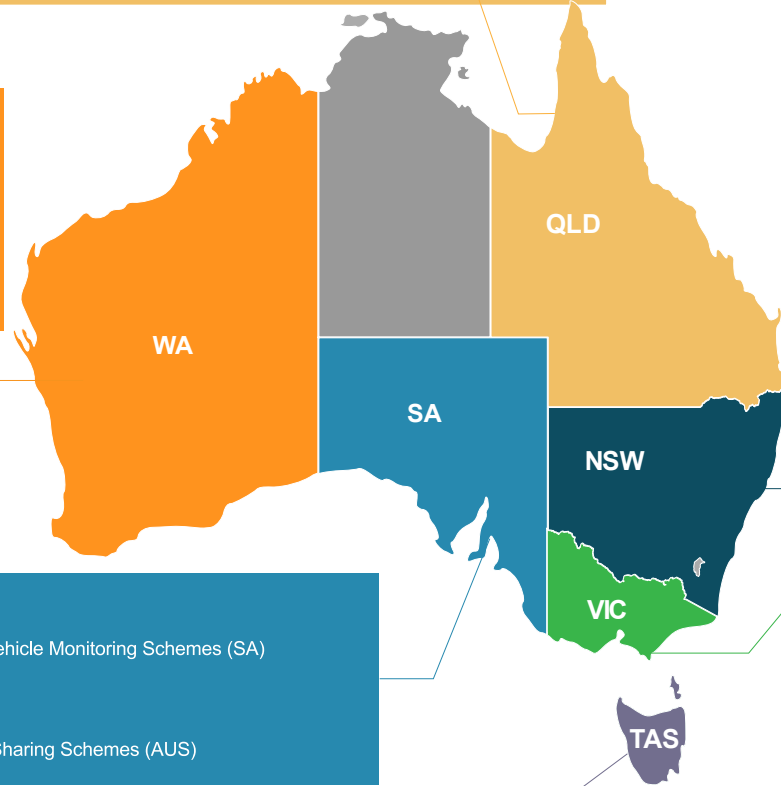 QLD
WA
SA
NSW
VIC
ehicle Monitoring Schemes (SA)
TAS
Sharing Schemes (AUS)